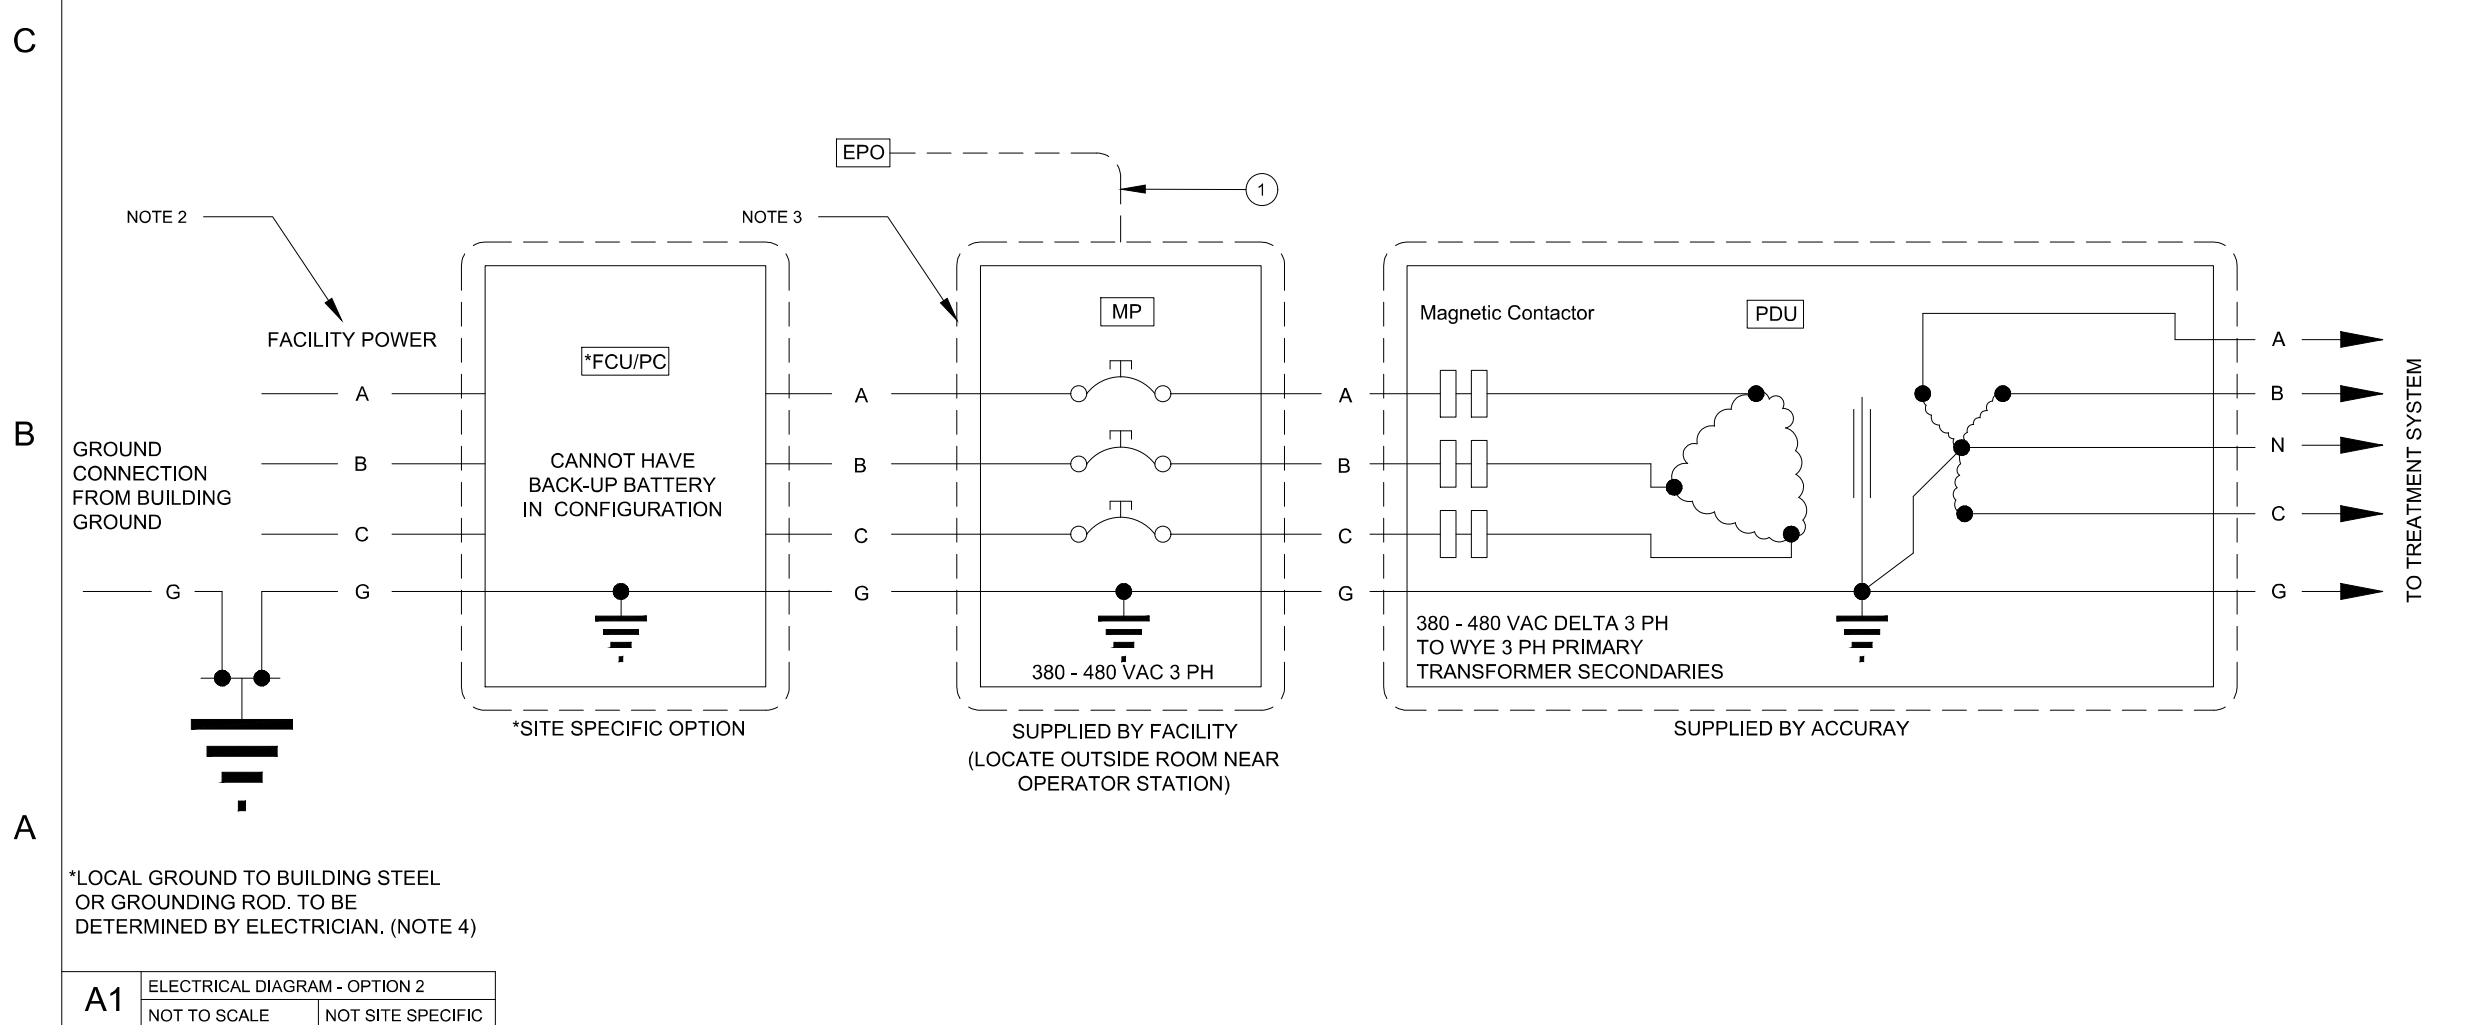 C
EPO
1
NOTE 2
NOTE 3
FACILITY POWER
*FCU/PC
MP
Magnetic Contactor
PDU
A
A
A
A
B
B
B
B
N
C
C
C
C
G
G
G
G
G
B
GROUND
CONNECTION
FROM BUILDING
GROUND
CANNOT HAVE
BACK-UP BATTERY
IN CONFIGURATION
TO TREATMENT SYSTEM
380 - 480 VAC 3 PH
380 - 480 VAC DELTA 3 PH
TO WYE 3 PH PRIMARY
TRANSFORMER SECONDARIES
*SITE SPECIFIC OPTION
SUPPLIED BY FACILITY
(LOCATE OUTSIDE ROOM NEAR
OPERATOR STATION)
SUPPLIED BY ACCURAY
A
*LOCAL GROUND TO BUILDING STEEL
OR GROUNDING ROD. TO BE
DETERMINED BY ELECTRICIAN. (NOTE 4)
A1
ELECTRICAL DIAGRAM - OPTION 2
NOT TO SCALE
NOT SITE SPECIFIC